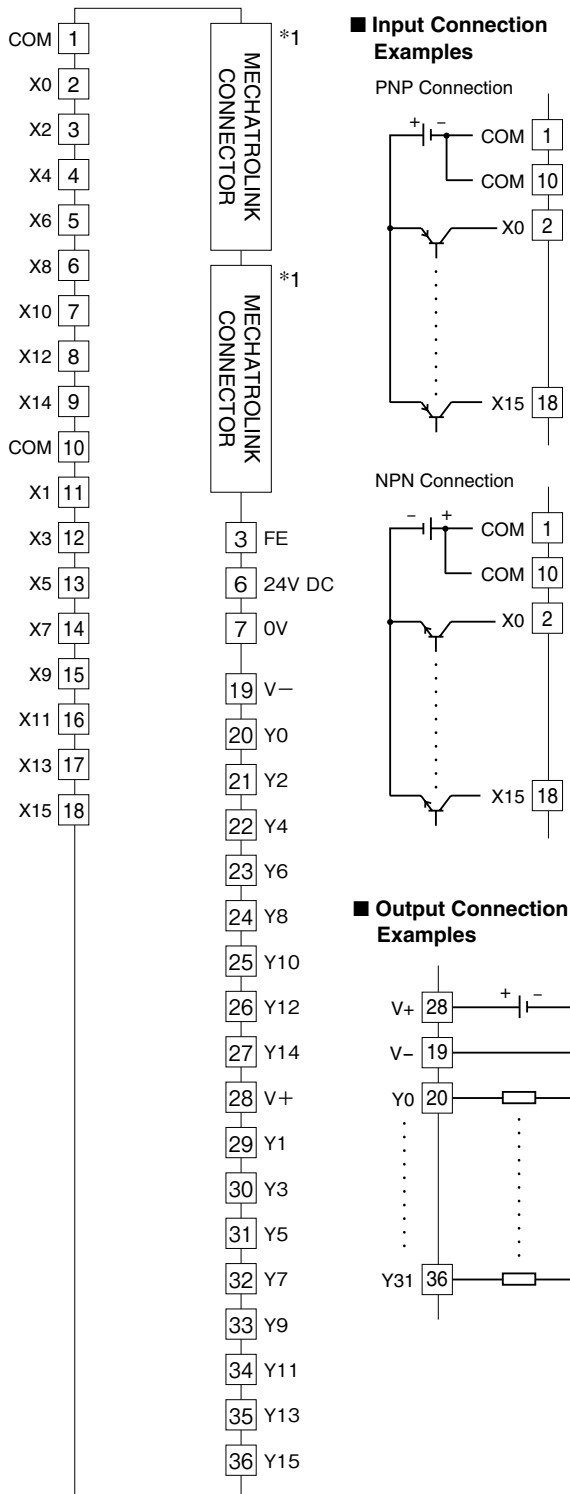 COM 1
X0 2
X2 3
X4 4
X6 5
X8 6
X10 7
X12 8
X14 9
COM 10
X1 11
X3 12
X5 13
X7 14
X9 15
X11 16
X13 17
X15 18
MECHATROLINK
CONNECTOR
*1
MECHATROLINK
CONNECTOR
*1
3 FE
6 24V DC
7 0V
19 V−
20 Y0
21 Y2
22 Y4
23 Y6
24 Y8
25 Y10
26 Y12
27 Y14
28 V+
29 Y1
30 Y3
31 Y5
32 Y7
33 Y9
34 Y11
35 Y13
36 Y15
■ Input Connection
Examples
PNP Connection
+ −
COM 1
COM 10
X0 2
X15 18
NPN Connection
− +
COM 1
COM 10
X0 2
X15 18
■ Output Connection
Examples
V+ 28 + −
V− 19
Y0 20
Y31 36